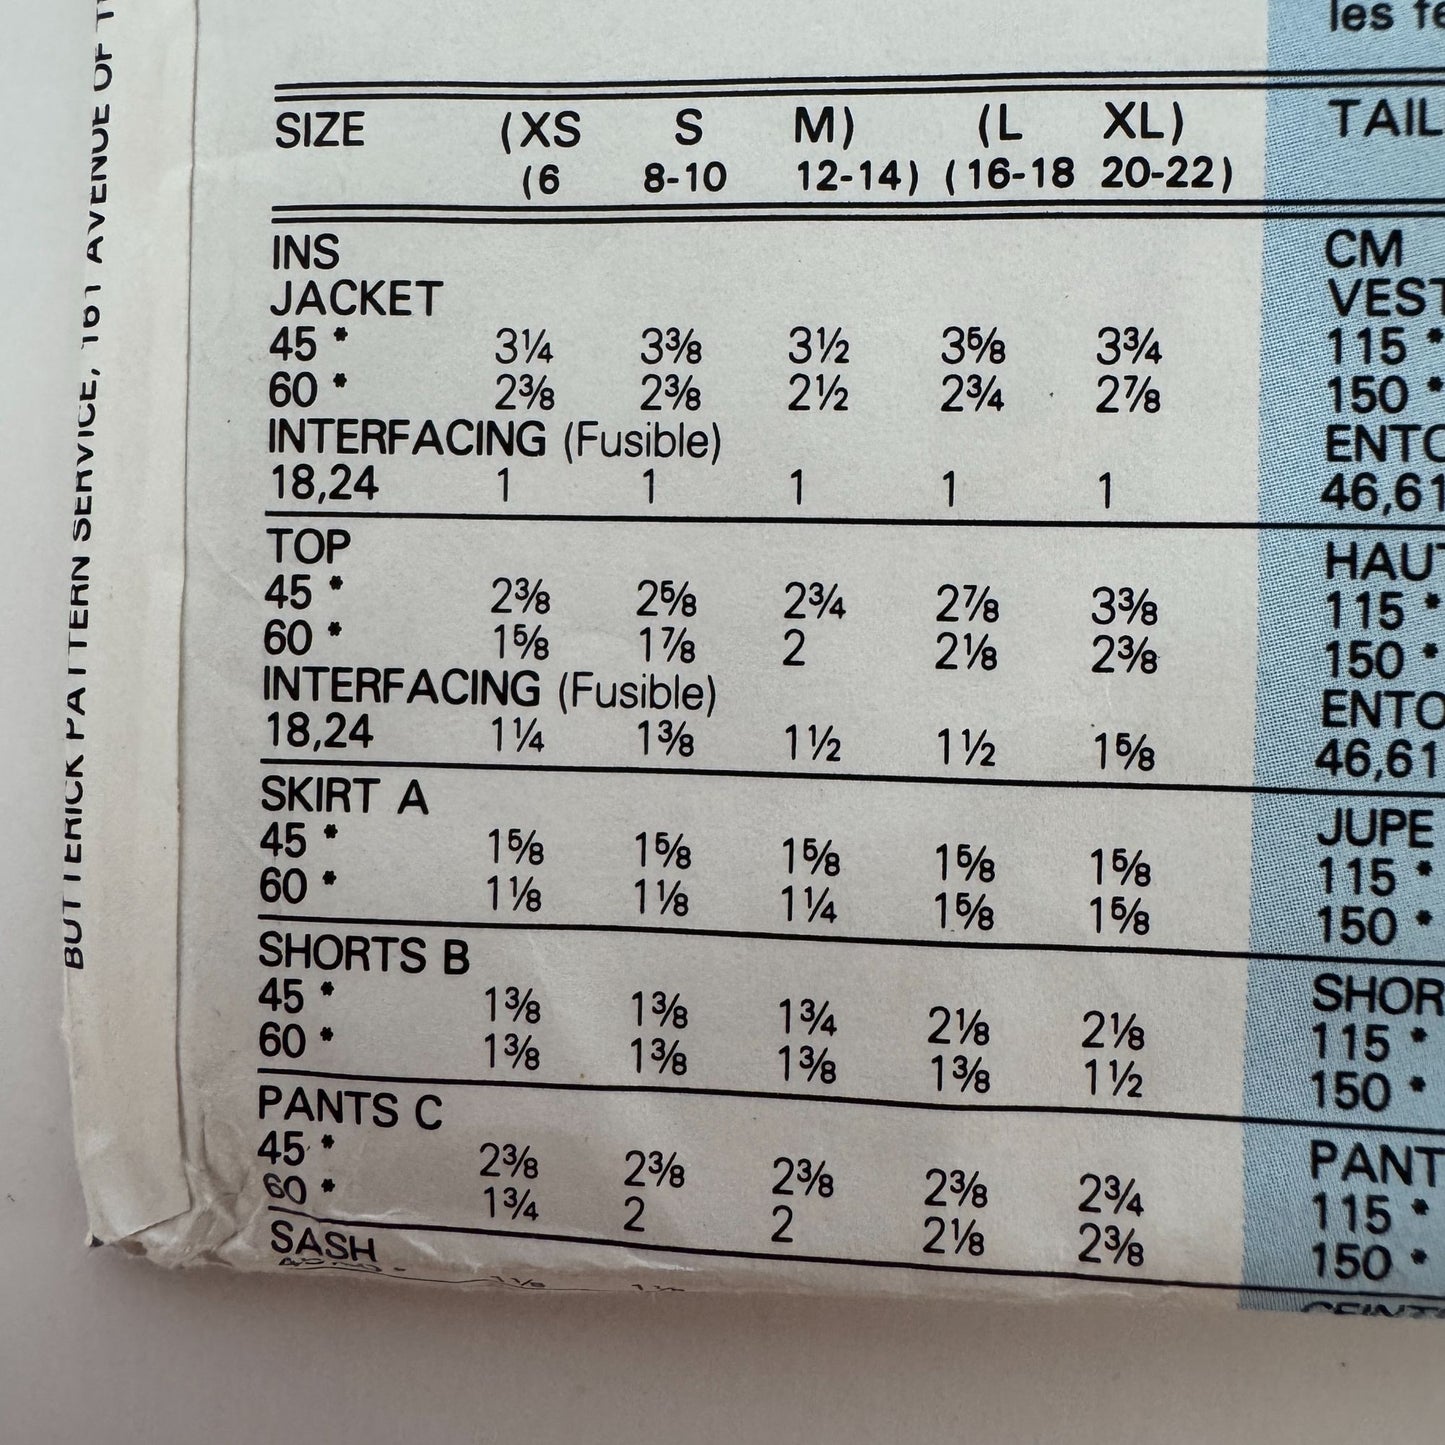 les
SIZE (XS S M) (L XL)
(6 8-10 12-14) (16-18 20-22)
INS
JACKET
45 * 3¼ 3⅜ 3½ 3⅝ 3¾
60 * 2⅜ 2⅜ 2½ 2¾ 2⅞
INTERFACING (Fusible)
18,24 1 1 1 1 1
TOP
45 * 2⅜ 2⅝ 2¾ 2⅞ 3⅜
60 * 1⅝ 1⅞ 2 2⅛ 2⅜
INTERFACING (Fusible)
18,24 1¼ 1⅜ 1½ 1½ 1⅝
SKIRT A
45 * 1⅝ 1⅝ 1⅝ 1⅝ 1⅝
60 * 1⅛ 1⅛ 1¼ 1⅝ 1⅝
SHORTS B
45 * 1⅜ 1⅜ 1¾ 2⅛ 2⅛
60 * 1⅜ 1⅜ 1⅜ 1⅜ 1½
PANTS C
45 * 2⅜ 2⅜ 2⅜ 2⅜ 2¾
60 * 1¾ 2 2 2⅛ 2⅜
SASH
TAIL
CM
VEST
115 *
150 *
ENTO
46,61
HAUT
115 *
150 *
ENTO
46,61
JUPE
115 *
150 *
SHOR
115 *
150 *
PANT
115 *
150 *
BUTTERICK PATTERN SERVICE, 161 AVENUE OF